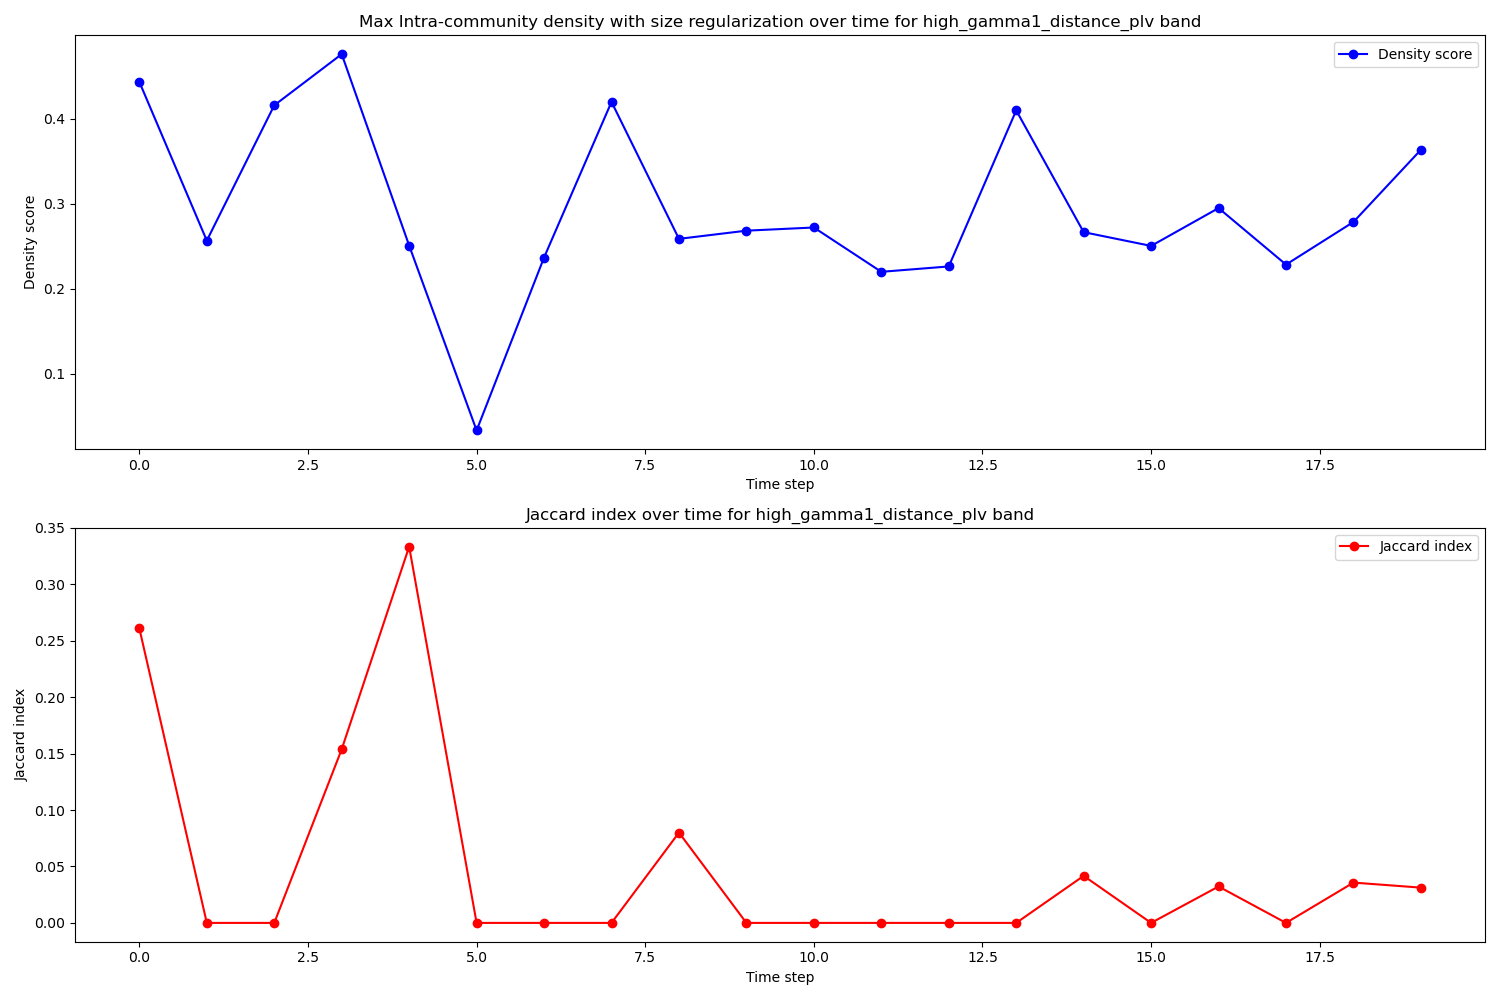 Max Intra-community density with size regularization over time for high_gamma1_distance_plv band
Density score
Density score
0.4
0.3
0.2
0.1
0.0 2.5 5.0 7.5 10.0 12.5 15.0 17.5
Time step
Jaccard index over time for high_gamma1_distance_plv band
Jaccard index
Jaccard index
0.35
0.30
0.25
0.20
0.15
0.10
0.05
0.00
0.0 2.5 5.0 7.5 10.0 12.5 15.0 17.5
Time step